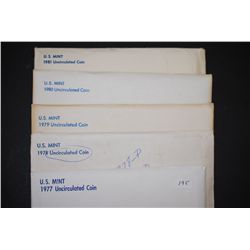 U.S. MINT
1981 Uncirculated Coin
U.S. MINT
1980 Uncirculated Coin
U.S. MINT
1979 Uncirculated Coin
U.S. MINT
1978 Uncirculated Coin
U.S. MINT
1977 Uncirculated Coin